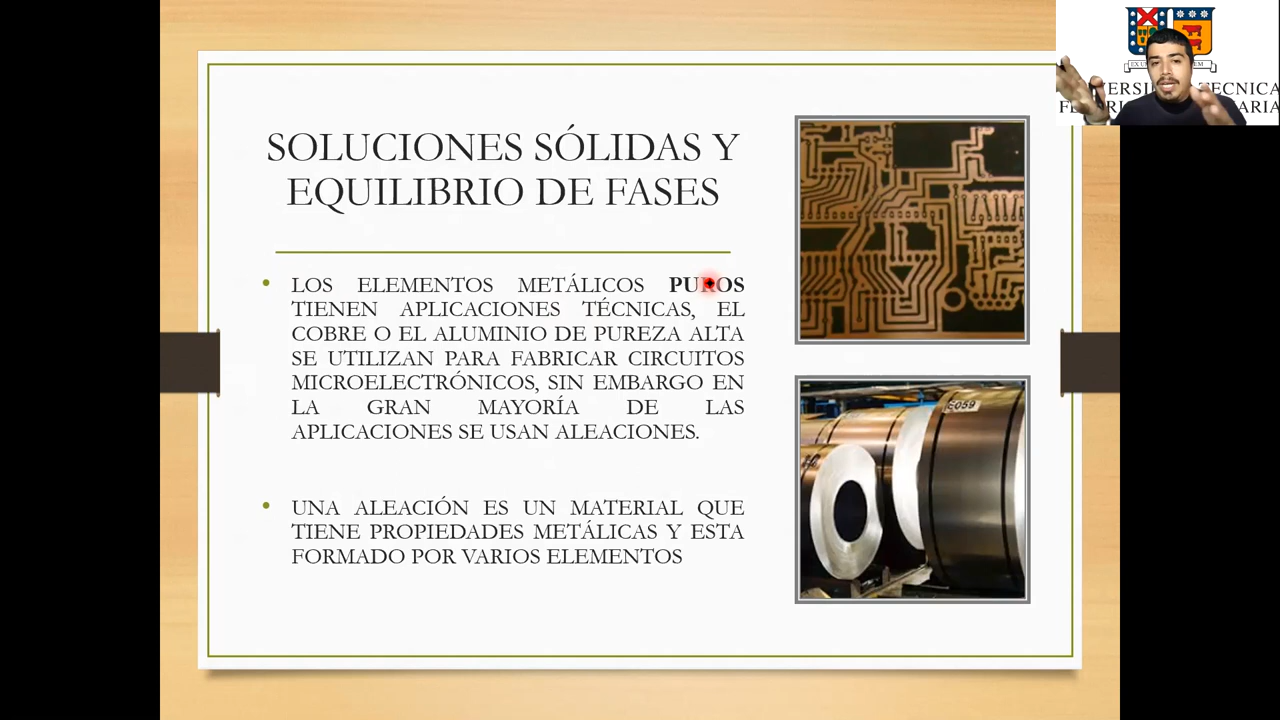 SOLUCIONES SÓLIDAS Y
EQUILIBRIO DE FASES
LOS ELEMENTOS METÁLICOS PUROS
TIENEN APLICACIONES TÉCNICAS, EL
COBRE O EL ALUMINIO DE PUREZA ALTA
SE UTILIZAN PARA FABRICAR CIRCUITOS
MICROELECTRÓNICOS, SIN EMBARGO EN
LA GRAN MAYORÍA DE LAS
APLICACIONES SE USAN ALEACIONES.
UNA ALEACIÓN ES UN MATERIAL QUE
TIENE PROPIEDADES METÁLICAS Y ESTA
FORMADO POR VARIOS ELEMENTOS
E059